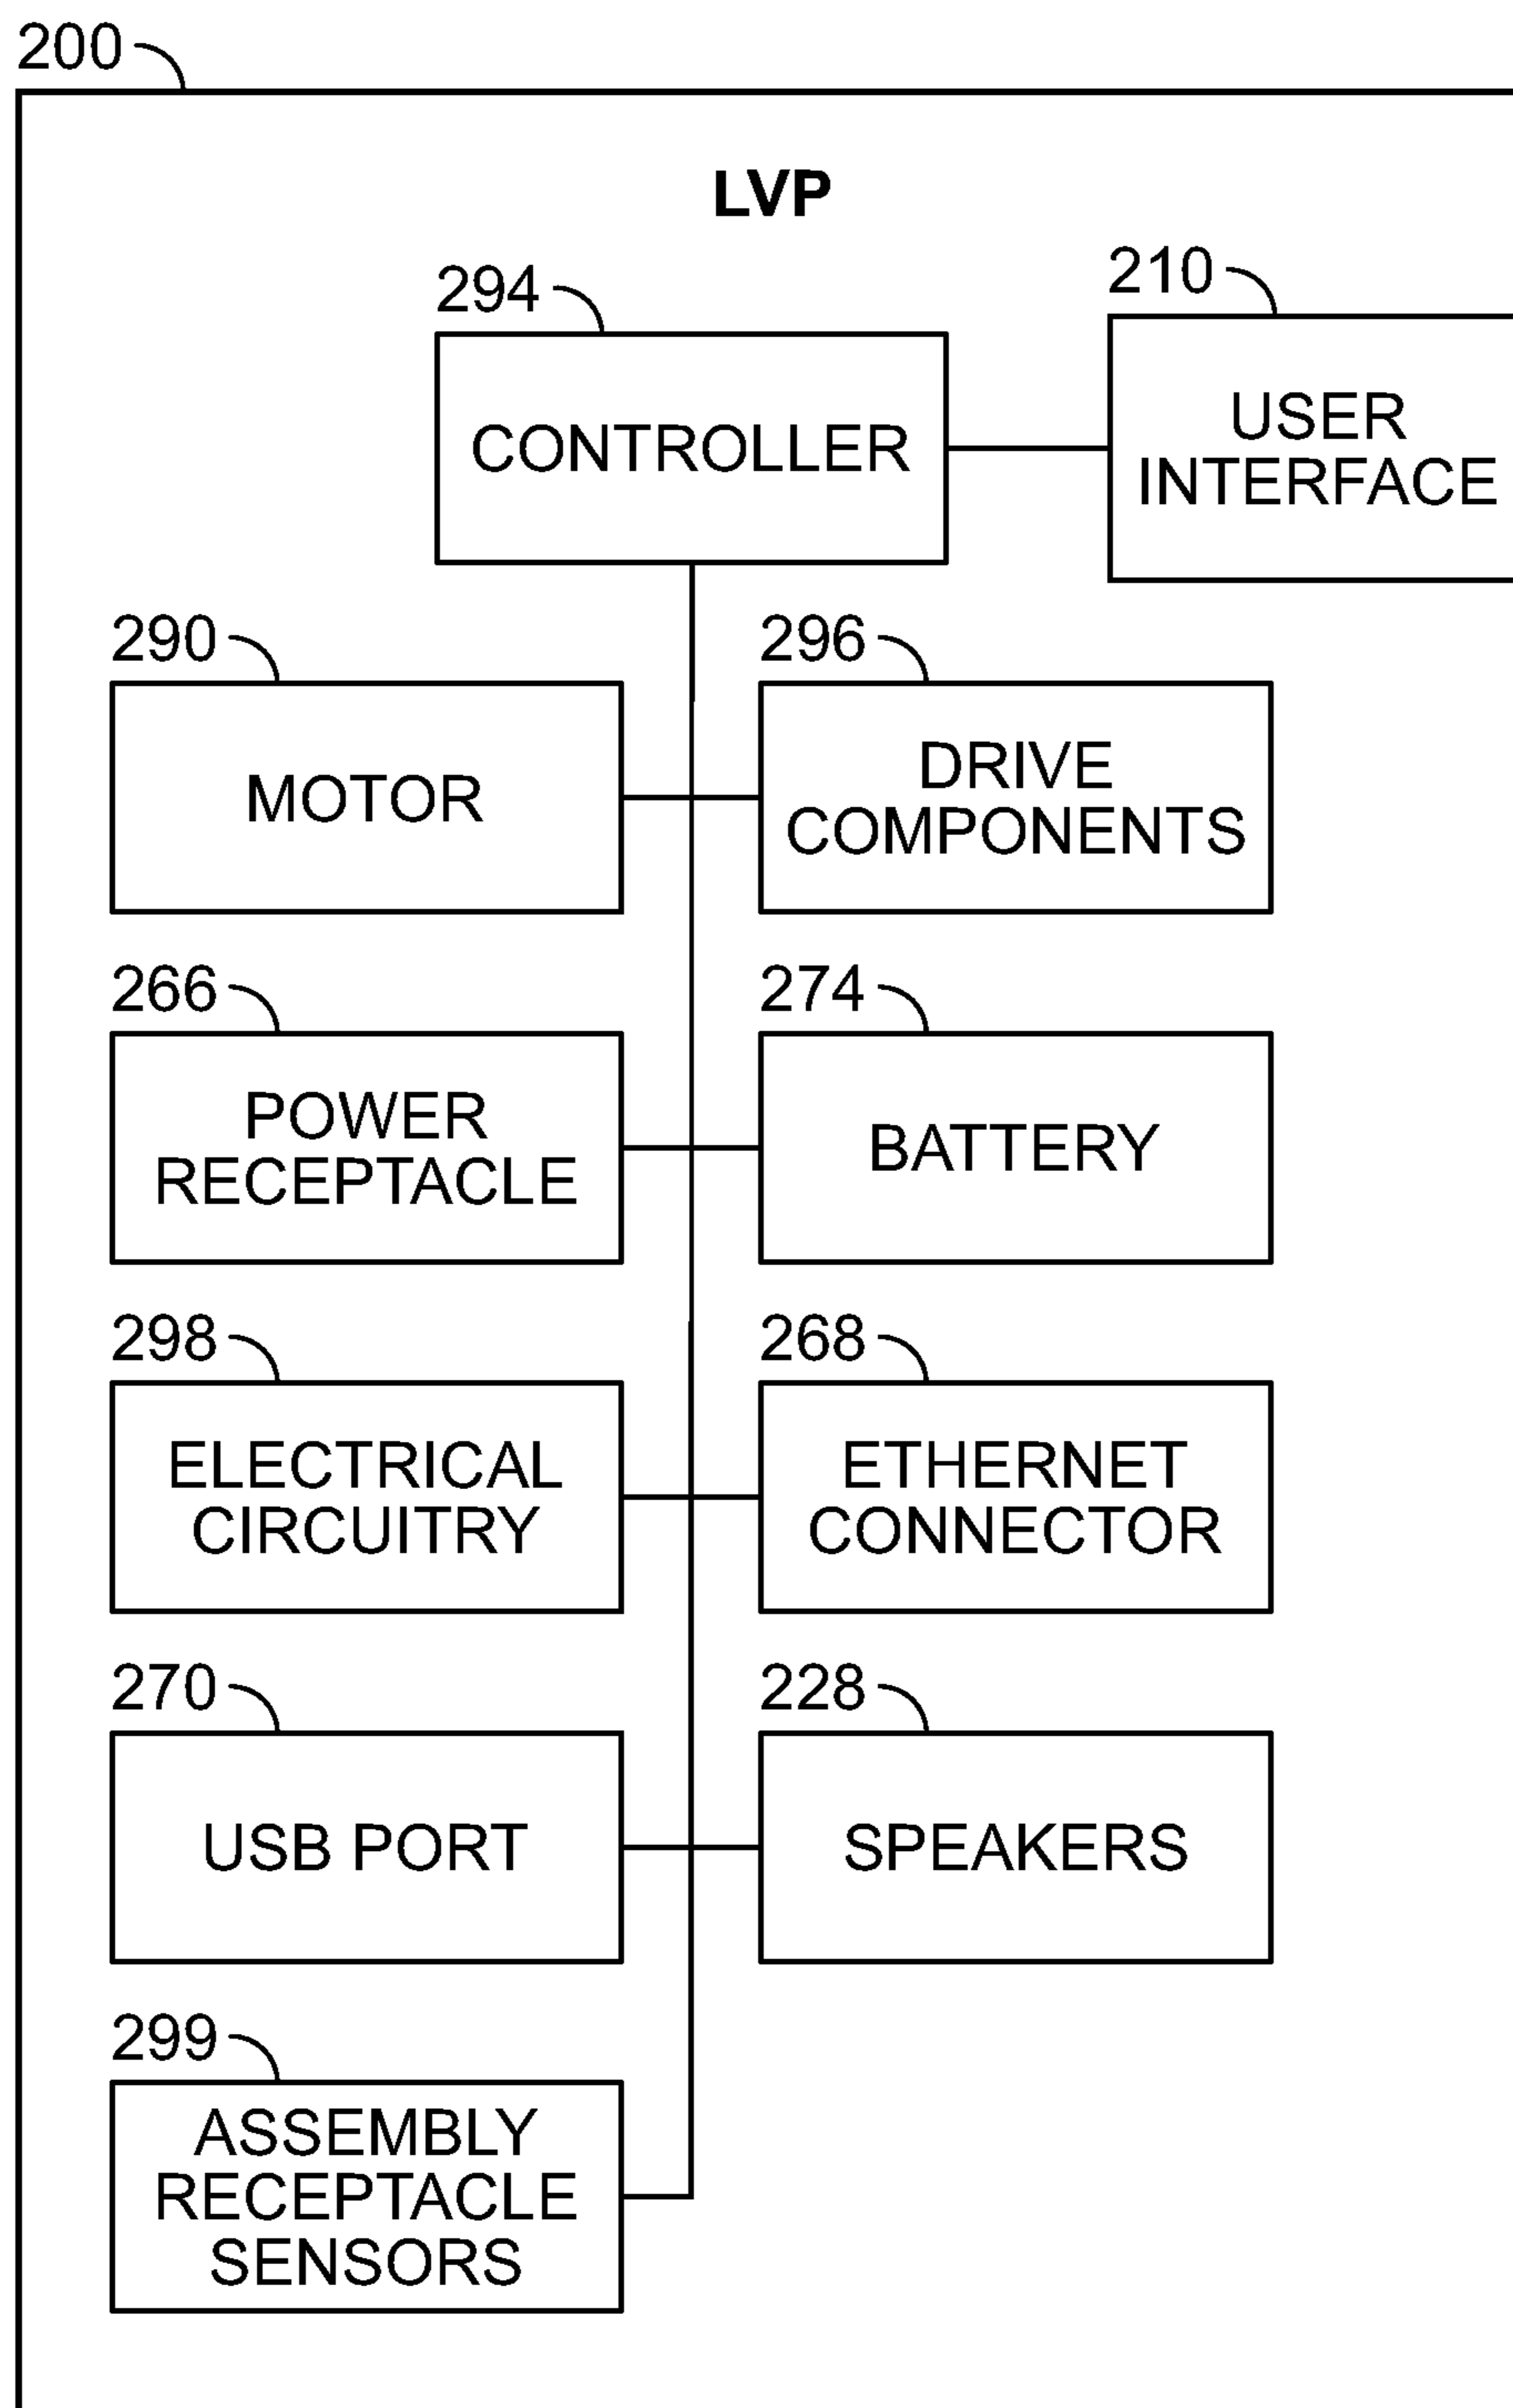 200
LVP
294
CONTROLLER
210
USER
INTERFACE
290
MOTOR
296
DRIVE
COMPONENTS
266
POWER
RECEPTACLE
274
BATTERY
298
ELECTRICAL
CIRCUITRY
268
ETHERNET
CONNECTOR
270
USB PORT
228
SPEAKERS
299
ASSEMBLY
RECEPTACLE
SENSORS